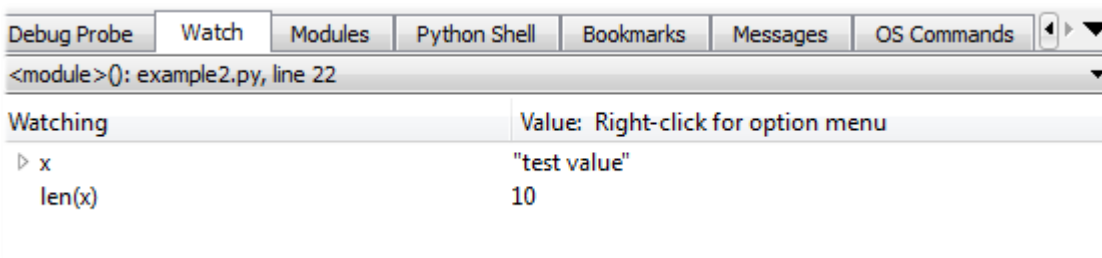 Debug Probe Watch Modules Python Shell Bookmarks Messages OS Commands
<module>(): example2.py, line 22
Watching Value: Right-click for option menu
x "test value"
len(x) 10